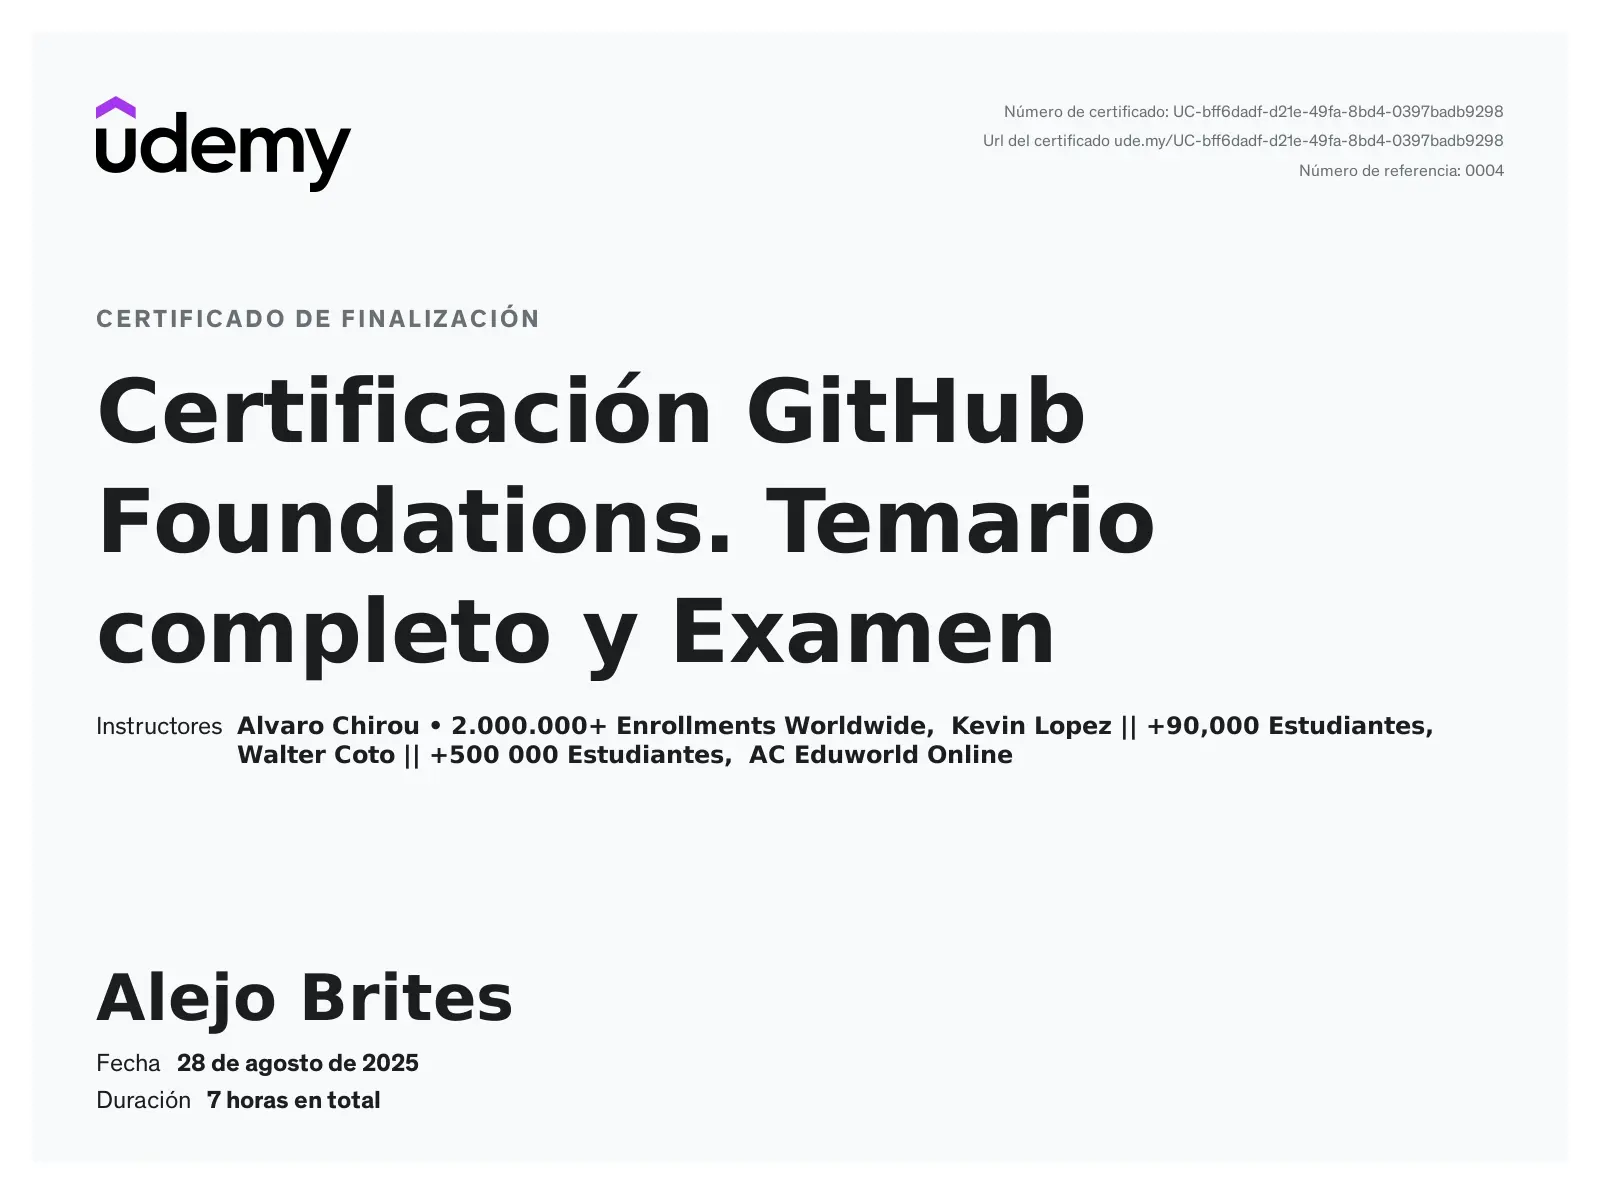 udemy
Número de certificado: UC-bff6dadf-d21e-49fa-8bd4-0397badb9298
Url del certificado ude.my/UC-bff6dadf-d21e-49fa-8bd4-0397badb9298
Número de referencia: 0004
CERTIFICADO DE FINALIZACIÓN
Certificación GitHub
Foundations. Temario
completo y Examen
Instructores Alvaro Chirou • 2.000.000+ Enrollments Worldwide, Kevin Lopez || +90,000 Estudiantes,
Walter Coto || +500 000 Estudiantes, AC Eduworld Online
Alejo Brites
Fecha 28 de agosto de 2025
Duración 7 horas en total